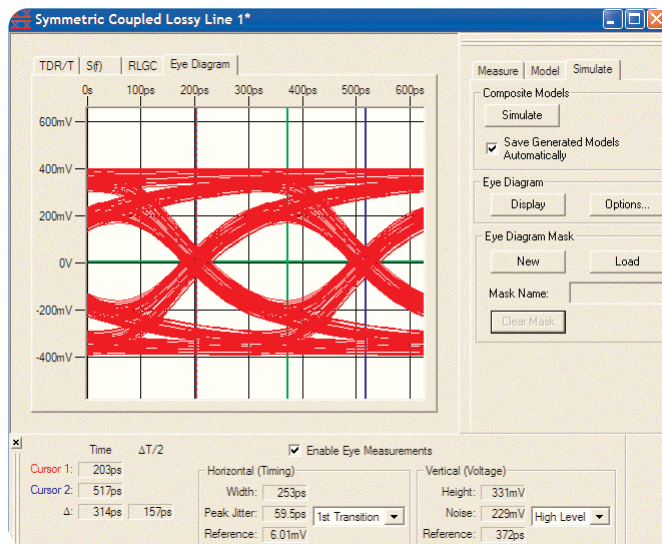 Symmetric Coupled Lossy Line 1*
TDR/T S(f) RLGC Eye Diagram
0s 100ps 200ps 300ps 400ps 500ps 600ps
600mV
400mV
200mV
0V
-200mV
-400mV
Measure Model Simulate
Composite Models
Simulate
Save Generated Models
Automatically
Eye Diagram
Display Options...
Eye Diagram Mask
New Load
Mask Name:
Clear Mask
Time ΔT/2
Cursor 1: 203ps
Cursor 2: 517ps
Δ: 314ps 157ps
Enable Eye Measurements
Horizontal (Timing)
Width: 253ps
Peak Jitter: 59.5ps 1st Transition
Reference: 6.01mV
Vertical (Voltage)
Height: 331mV
Noise: 229mV High Level
Reference: 372ps